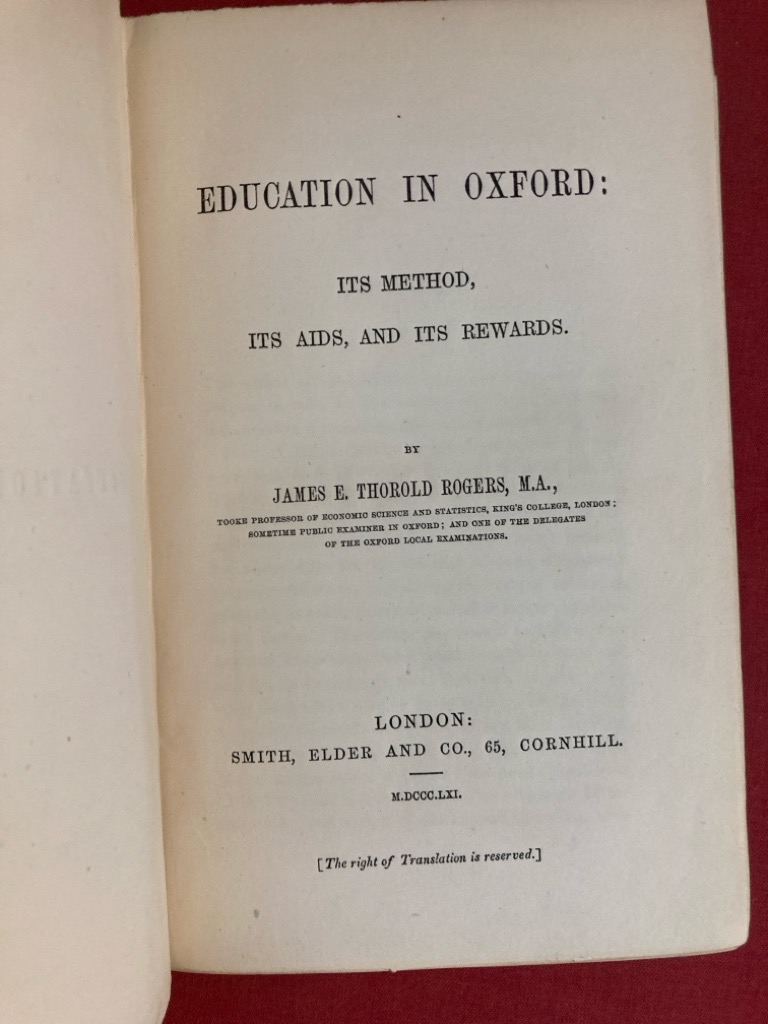 EDUCATION IN OXFORD:
ITS METHOD,
ITS AIDS, AND ITS REWARDS.
BY
JAMES E. THOROLD ROGERS, M.A.,
TOOKE PROFESSOR OF ECONOMIC SCIENCE AND STATISTICS, KING'S COLLEGE, LONDON;
SOMETIME PUBLIC EXAMINER IN OXFORD; AND ONE OF THE DELEGATES
OF THE OXFORD LOCAL EXAMINATIONS.
LONDON:
SMITH, ELDER AND CO., 65, CORNHILL.
M.DCCC.LXI.
[The right of Translation is reserved.]